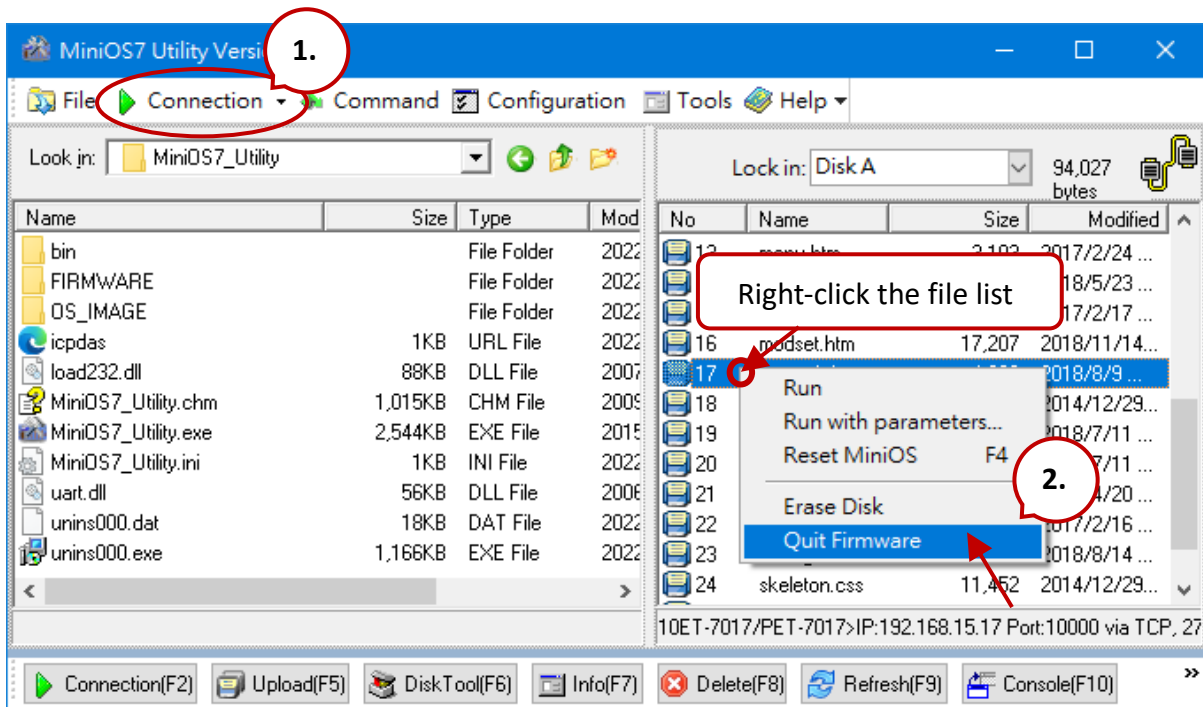 MiniOS7 Utility Versi
1.
File Connection Command Configuration Tools Help
Look in: MiniOS7_Utility
Lock in: Disk A 94,027 bytes
Name Size Type Mod
bin File Folder 2022
FIRMWARE File Folder 2022
OS_IMAGE File Folder 2022
icpdas 1KB URL File 2022
load232.dll 88KB DLL File 2007
MiniOS7_Utility.chm 1,015KB CHM File 2009
MiniOS7_Utility.exe 2,544KB EXE File 2015
MiniOS7_Utility.ini 1KB INI File 2022
uart.dll 56KB DLL File 2006
unins000.dat 18KB DAT File 2022
unins000.exe 1,166KB EXE File 2022
No Name Size Modified
13 menu.htm 2017/2/24 ...
18/5/23 ...
17/2/17 ...
Right-click the file list
16 modset.htm 17,207 2018/11/14...
17 2018/8/9 ...
18 2014/12/29...
19 2018/7/11 ...
20 7/11 ...
21 4/20 ...
22 2017/2/16 ...
23 2018/8/14 ...
24 skeleton.css 11,452 2014/12/29...
Run
Run with parameters...
Reset MiniOS F4
Erase Disk
Quit Firmware
2.
10ET-7017/PET-7017>IP:192.168.15.17 Port:10000 via TCP, 27
Connection(F2) Upload(F5) DiskTool(F6) Info(F7) Delete(F8) Refresh(F9) Console(F10) »